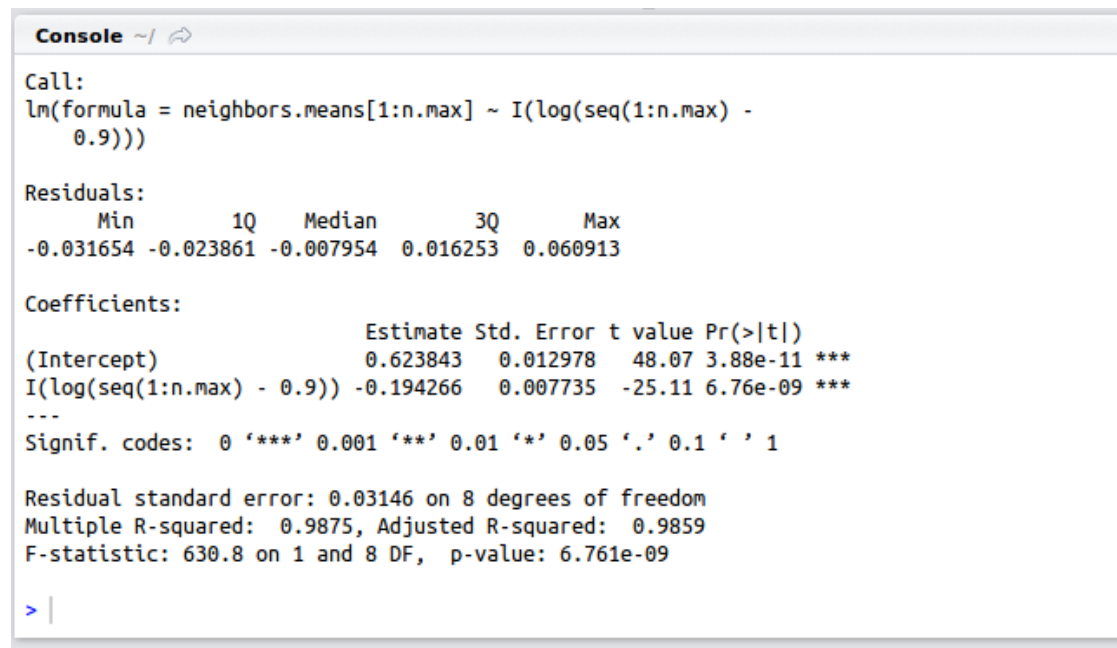 Console ~/
Call:
lm(formula = neighbors.means[1:n.max] ~ I(log(seq(1:n.max) -
    0.9)))
Residuals:
      Min        1Q    Median        3Q       Max
-0.031654 -0.023861 -0.007954  0.016253  0.060913
Coefficients:
                            Estimate Std. Error t value Pr(>|t|)
(Intercept)                 0.623843   0.012978   48.07 3.88e-11 ***
I(log(seq(1:n.max) - 0.9)) -0.194266   0.007735  -25.11 6.76e-09 ***
---
Signif. codes:  0 ‘***’ 0.001 ‘**’ 0.01 ‘*’ 0.05 ‘.’ 0.1 ‘ ’ 1
Residual standard error: 0.03146 on 8 degrees of freedom
Multiple R-squared:  0.9875, Adjusted R-squared:  0.9859
F-statistic: 630.8 on 1 and 8 DF,  p-value: 6.761e-09
>